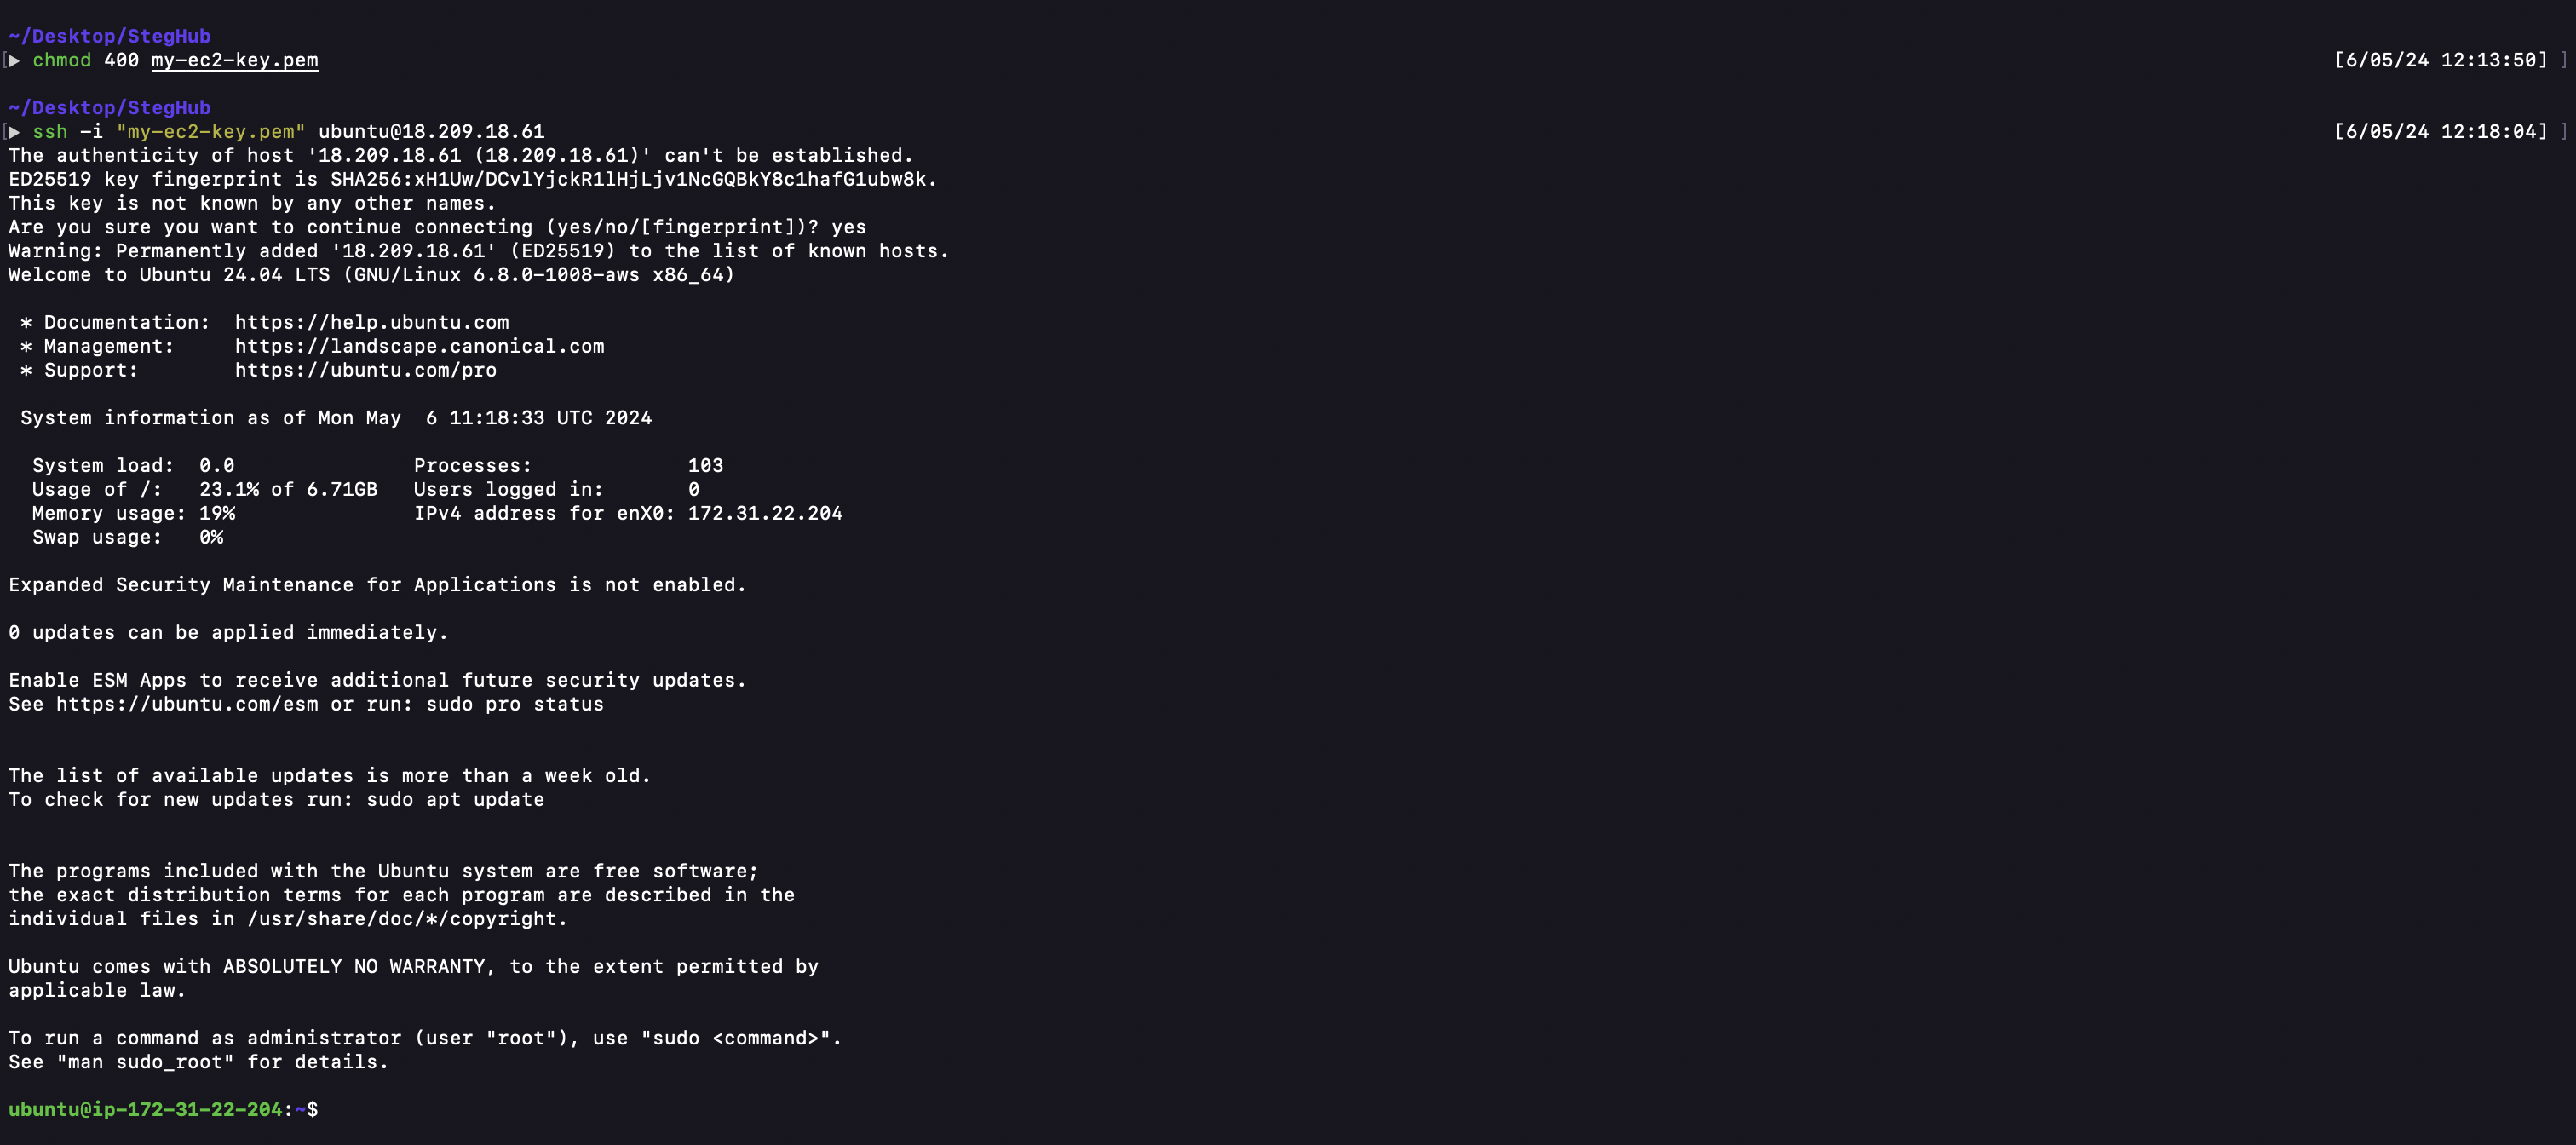 ~/Desktop/StegHub
[▶ chmod 400 my-ec2-key.pem [6/05/24 12:13:50] ]
~/Desktop/StegHub
[▶ ssh -i "my-ec2-key.pem" ubuntu@18.209.18.61 [6/05/24 12:18:04] ]
The authenticity of host '18.209.18.61 (18.209.18.61)' can't be established.
ED25519 key fingerprint is SHA256:xH1Uw/DCvlYjckR1lHjLjv1NcGQBkY8c1hafG1ubw8k.
This key is not known by any other names.
Are you sure you want to continue connecting (yes/no/[fingerprint])? yes
Warning: Permanently added '18.209.18.61' (ED25519) to the list of known hosts.
Welcome to Ubuntu 24.04 LTS (GNU/Linux 6.8.0-1008-aws x86_64)
* Documentation:  https://help.ubuntu.com
* Management:     https://landscape.canonical.com
* Support:        https://ubuntu.com/pro
System information as of Mon May  6 11:18:33 UTC 2024
System load:  0.0               Processes:             103
Usage of /:   23.1% of 6.71GB   Users logged in:       0
Memory usage: 19%               IPv4 address for enX0: 172.31.22.204
Swap usage:   0%
Expanded Security Maintenance for Applications is not enabled.
0 updates can be applied immediately.
Enable ESM Apps to receive additional future security updates.
See https://ubuntu.com/esm or run: sudo pro status
The list of available updates is more than a week old.
To check for new updates run: sudo apt update
The programs included with the Ubuntu system are free software;
the exact distribution terms for each program are described in the
individual files in /usr/share/doc/*/copyright.
Ubuntu comes with ABSOLUTELY NO WARRANTY, to the extent permitted by
applicable law.
To run a command as administrator (user "root"), use "sudo <command>".
See "man sudo_root" for details.
ubuntu@ip-172-31-22-204:~$